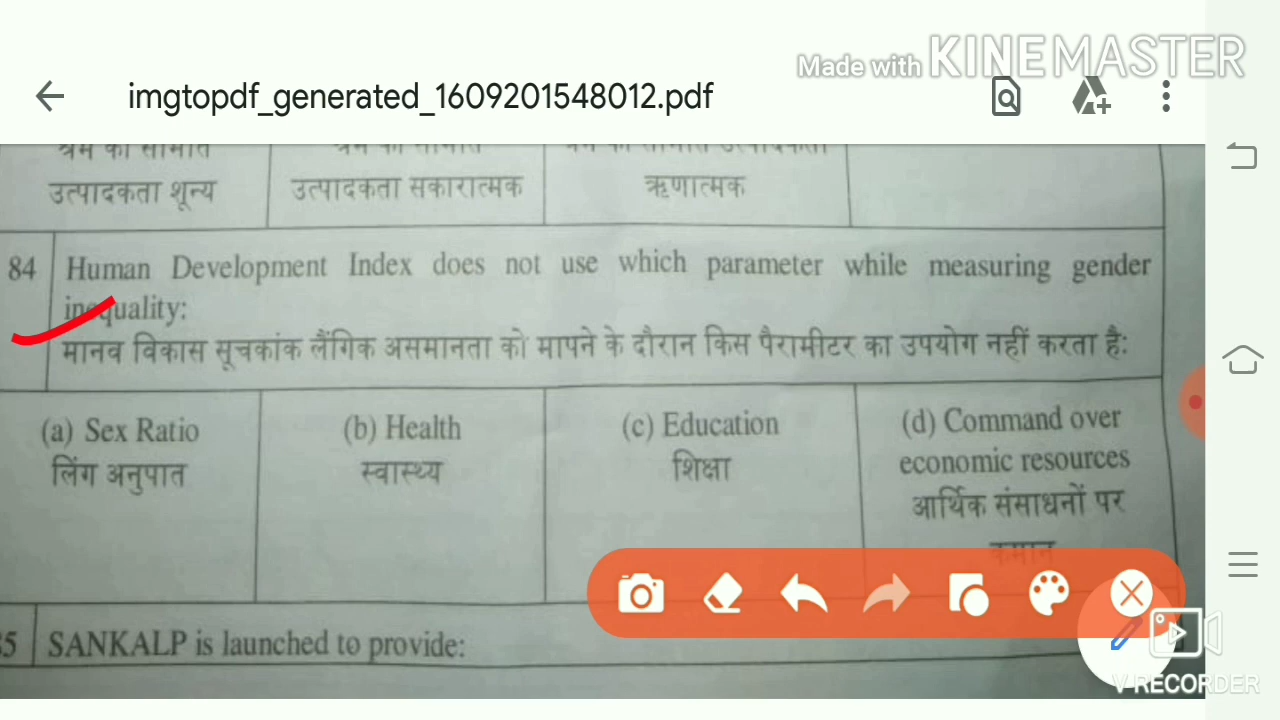 Made with KINEMASTER
imgtopdf_generated_1609201548012.pdf
उत्पादकता शून्य
उत्पादकता सकारात्मक
ऋणात्मक
84 Human Development Index does not use which parameter while measuring gender
inequality:
मानव विकास सूचकांक लैंगिक असमानता को मापने के दौरान किस पैरामीटर का उपयोग नहीं करता है:
(a) Sex Ratio
लिंग अनुपात
(b) Health
स्वास्थ्य
(c) Education
शिक्षा
(d) Command over
economic resources
आर्थिक संसाधनों पर
कमान
5 SANKALP is launched to provide:
V RECORDER